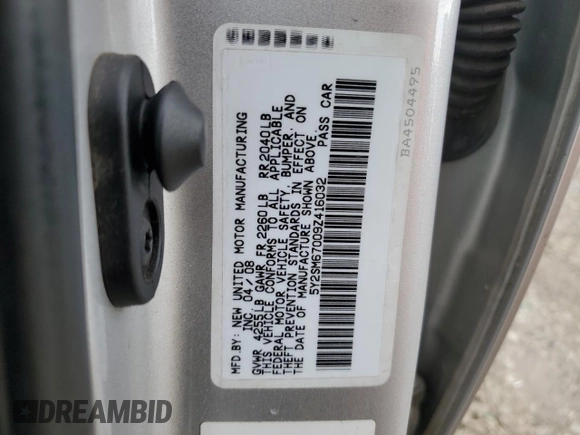 MFD.BY: NEW UNITED MOTOR MANUFACTURING
INC. 04/08
GVWR 4255LB GAWR FR 2260LB RR 2040LB
THIS VEHICLE CONFORMS TO ALL APPLICABLE
FEDERAL MOTOR VEHICLE SAFETY, BUMPER, AND
THEFT PREVENTION STANDARDS IN EFFECT ON
THE DATE OF MANUFACTURE SHOWN ABOVE.
5Y2SM67009Z416032 PASS CAR
BA4504495
DREAMBID